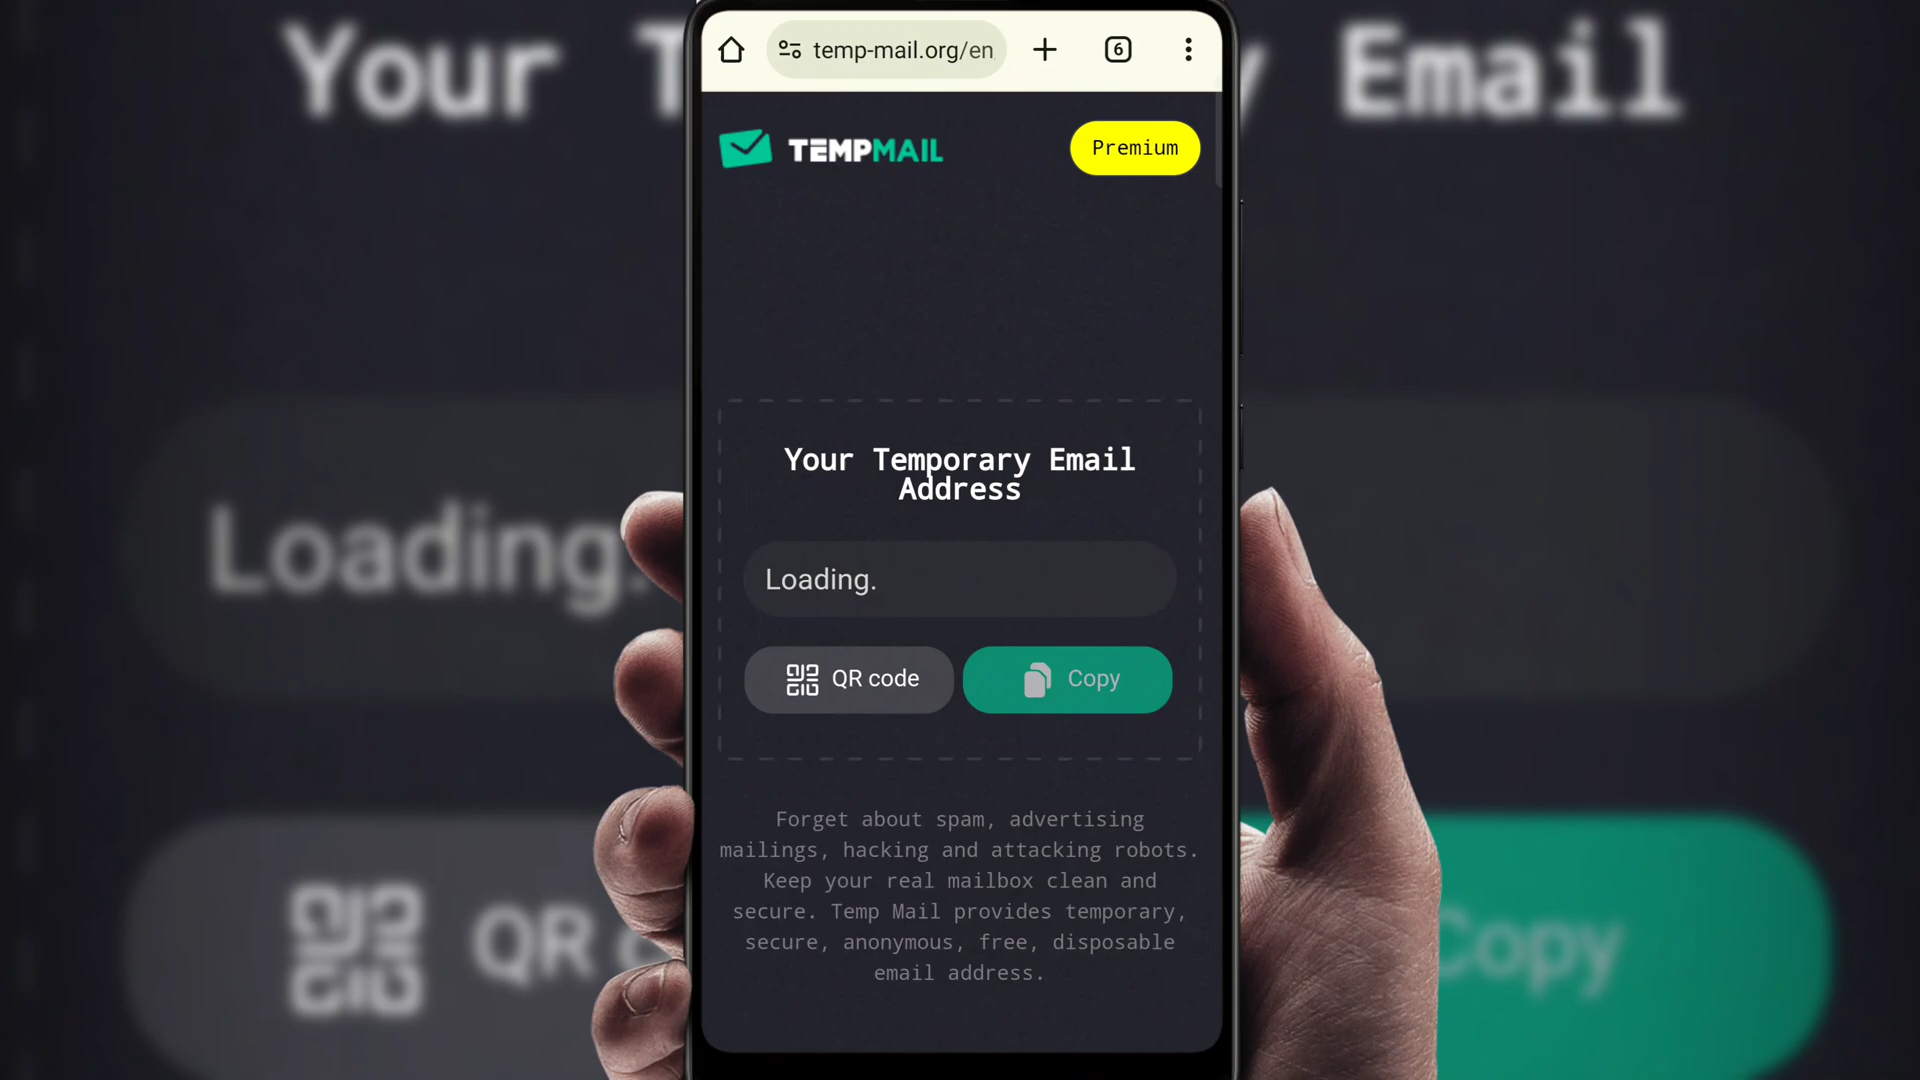 temp-mail.org/en
6
TEMPMAIL
Premium
Your Temporary Email
Address
Loading.
QR code
Copy
Forget about spam, advertising
mailings, hacking and attacking robots.
Keep your real mailbox clean and
secure. Temp Mail provides temporary,
secure, anonymous, free, disposable
email address.
Your T
y Email
Loading.
QR c
Copy